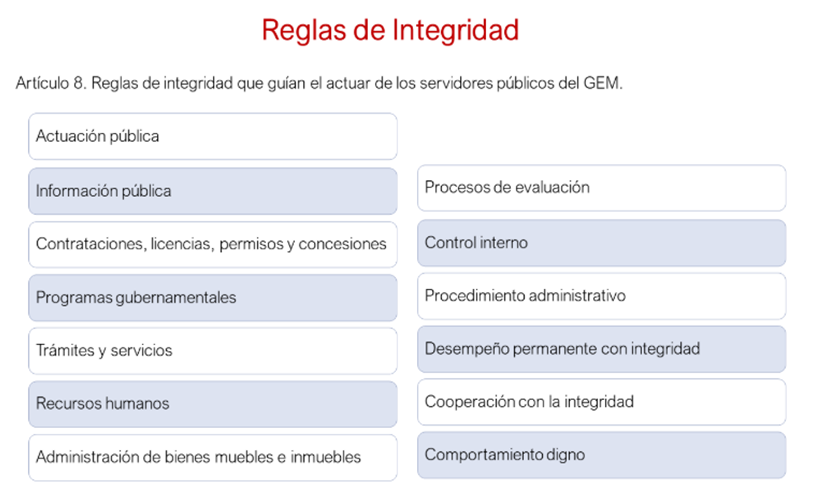 Reglas de Integridad
Artículo 8. Reglas de integridad que guían el actuar de los servidores públicos del GEM.
Actuación pública
Información pública
Contrataciones, licencias, permisos y concesiones
Programas gubernamentales
Trámites y servicios
Recursos humanos
Administración de bienes muebles e inmuebles
Procesos de evaluación
Control interno
Procedimiento administrativo
Desempeño permanente con integridad
Cooperación con la integridad
Comportamiento digno